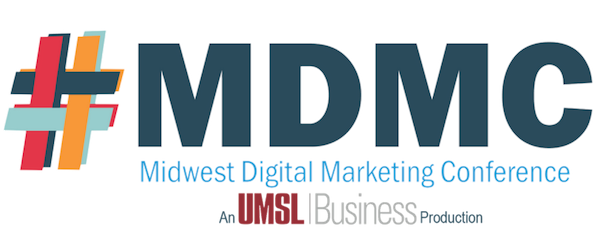 #MDMC
Midwest Digital Marketing Conference
An UMSL Business Production